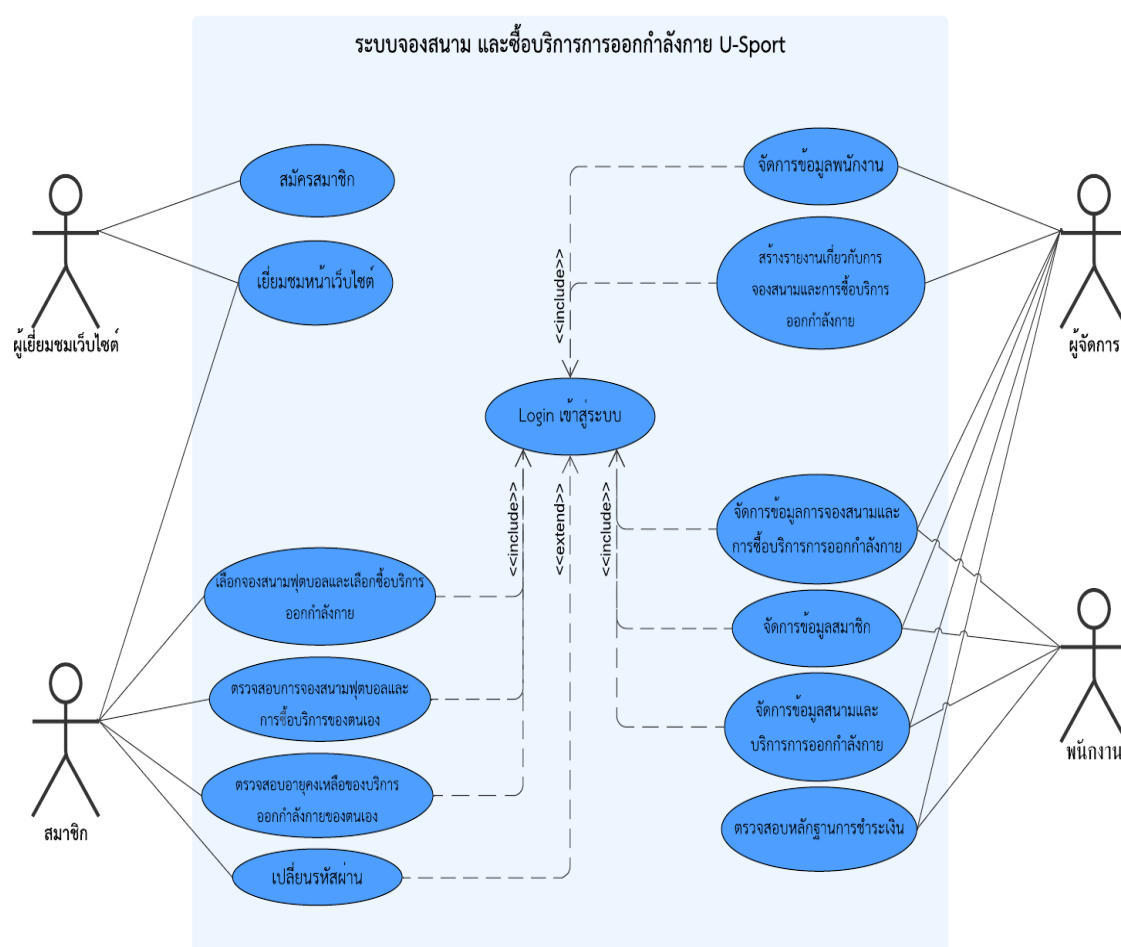 ระบบจองสนาม และซื้อบริการการออกกำลังกาย U-Sport
สมัครสมาชิก
เยี่ยมชมหน้าเว็บไซต์
ผู้เยี่ยมชมเว็บไซต์
จัดการข้อมูลพนักงาน
สร้างรายงานเกี่ยวกับการ
จองสนามและการซื้อบริการ
ออกกำลังกาย
ผู้จัดการ
<<include>>
Login เข้าสู่ระบบ
<<include>>
<<extend>>
<<include>>
เลือกจองสนามฟุตบอลและเลือกซื้อบริการ
ออกกำลังกาย
ตรวจสอบการจองสนามฟุตบอลและ
การซื้อบริการของตนเอง
ตรวจสอบอายุคงเหลือของบริการ
ออกกำลังกายของตนเอง
เปลี่ยนรหัสผ่าน
สมาชิก
จัดการข้อมูลการจองสนามและ
การซื้อบริการการออกกำลังกาย
จัดการข้อมูลสมาชิก
จัดการข้อมูลสนามและ
บริการการออกกำลังกาย
ตรวจสอบหลักฐานการชำระเงิน
พนักงาน